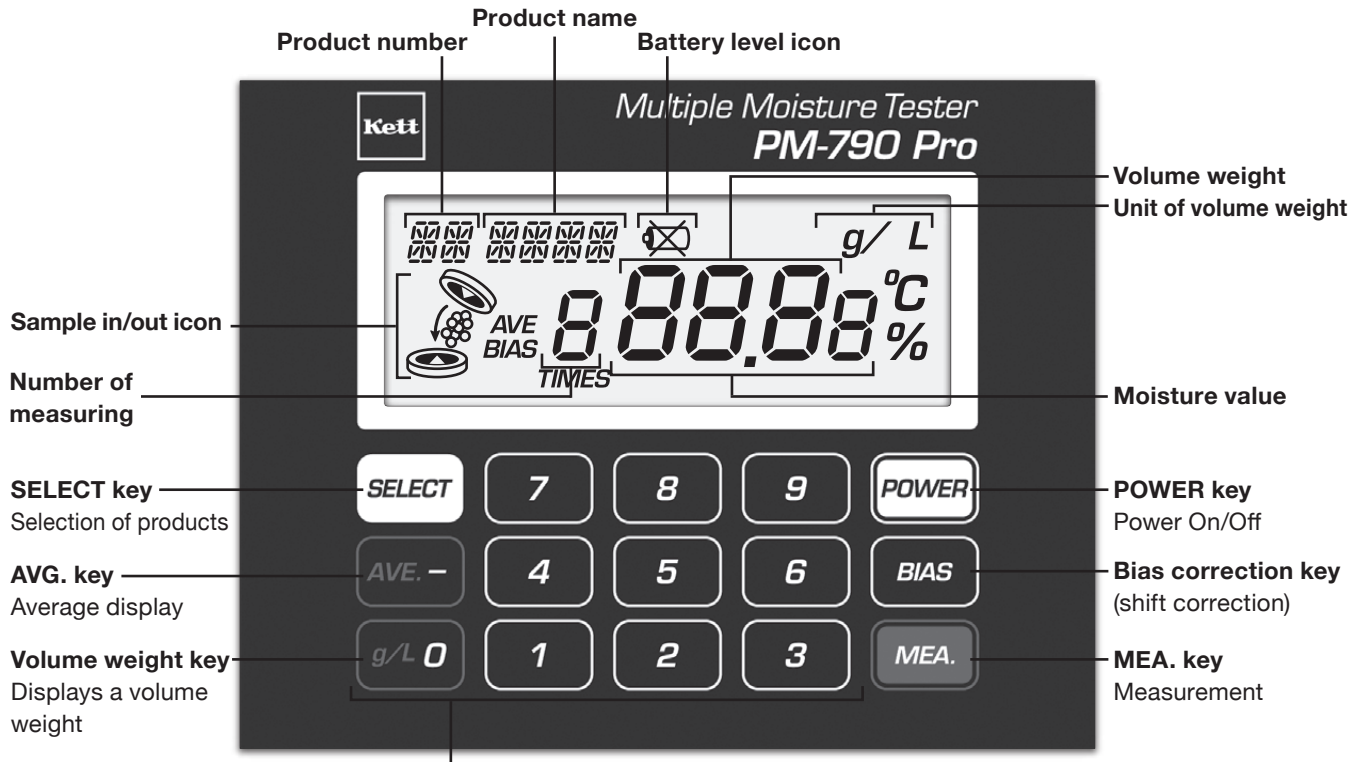 Product name
Product number
Battery level icon
Kett
Multiple Moisture Tester
PM-790 Pro
Volume weight
Unit of volume weight
g/ L
°C
8 88.88
%
Sample in/out icon
AVE
BIAS
TIMES
Number of
measuring
Moisture value
SELECT 7 8 9 POWER
SELECT key
Selection of products
POWER key
Power On/Off
AVE. – 4 5 6 BIAS
AVG. key
Average display
Bias correction key
(shift correction)
g/L 0 1 2 3 MEA.
Volume weight key
Displays a volume
weight
MEA. key
Measurement